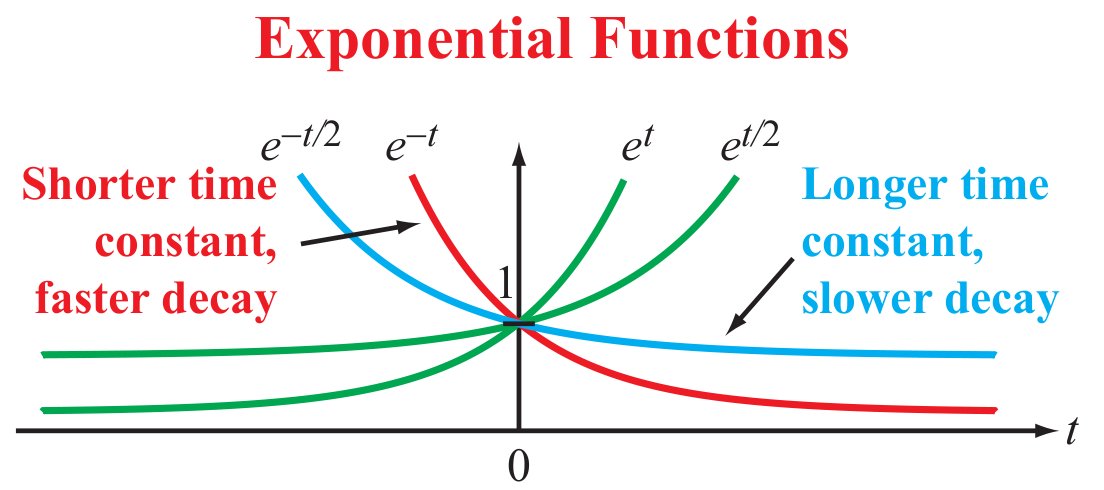 Exponential Functions
e^{−t/2}
e^{−t}
e^{t}
e^{t/2}
Shorter time
constant,
faster decay
Longer time
constant,
slower decay
1
t
0